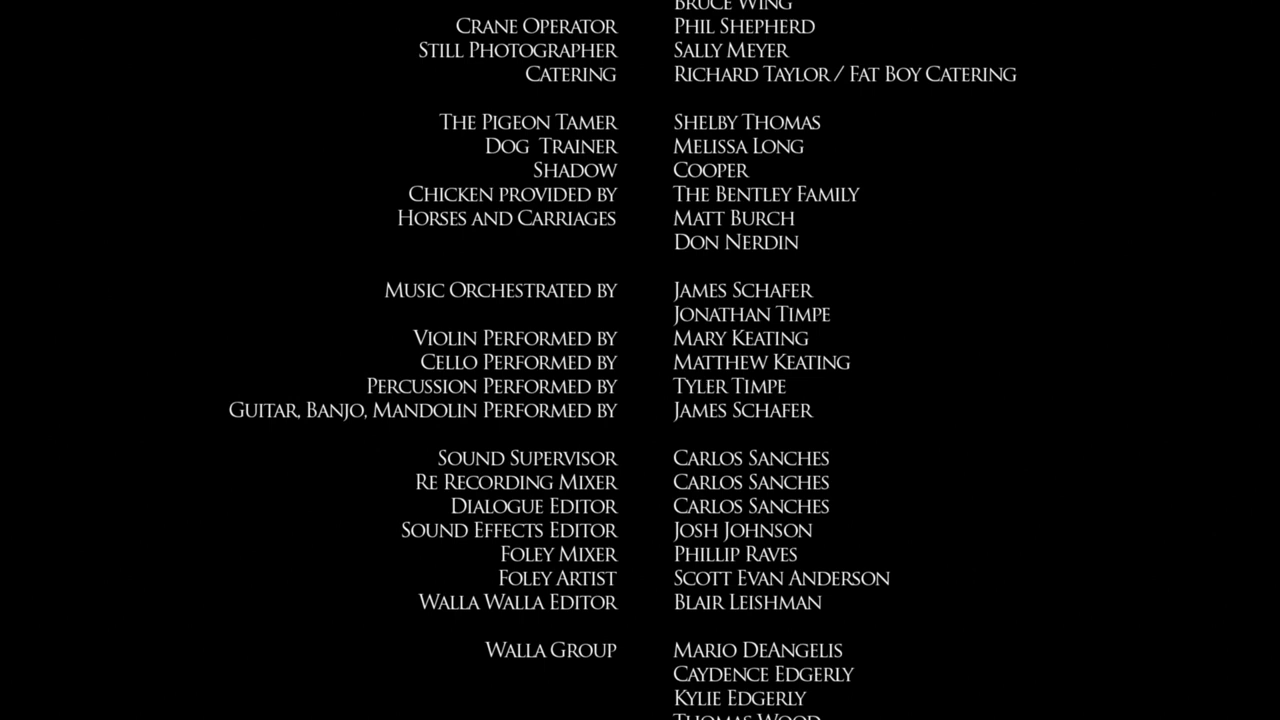 BRUCE WING
CRANE OPERATOR PHIL SHEPHERD
STILL PHOTOGRAPHER SALLY MEYER
CATERING RICHARD TAYLOR / FAT BOY CATERING
THE PIGEON TAMER SHELBY THOMAS
DOG TRAINER MELISSA LONG
SHADOW COOPER
CHICKEN PROVIDED BY THE BENTLEY FAMILY
HORSES AND CARRIAGES MATT BURCH
DON NERDIN
MUSIC ORCHESTRATED BY JAMES SCHAFER
JONATHAN TIMPE
VIOLIN PERFORMED BY MARY KEATING
CELLO PERFORMED BY MATTHEW KEATING
PERCUSSION PERFORMED BY TYLER TIMPE
GUITAR, BANJO, MANDOLIN PERFORMED BY JAMES SCHAFER
SOUND SUPERVISOR CARLOS SANCHES
RE RECORDING MIXER CARLOS SANCHES
DIALOGUE EDITOR CARLOS SANCHES
SOUND EFFECTS EDITOR JOSH JOHNSON
FOLEY MIXER PHILLIP RAVES
FOLEY ARTIST SCOTT EVAN ANDERSON
WALLA WALLA EDITOR BLAIR LEISHMAN
WALLA GROUP MARIO DEANGELIS
CAYDENCE EDGERLY
KYLIE EDGERLY
THOMAS WOOD